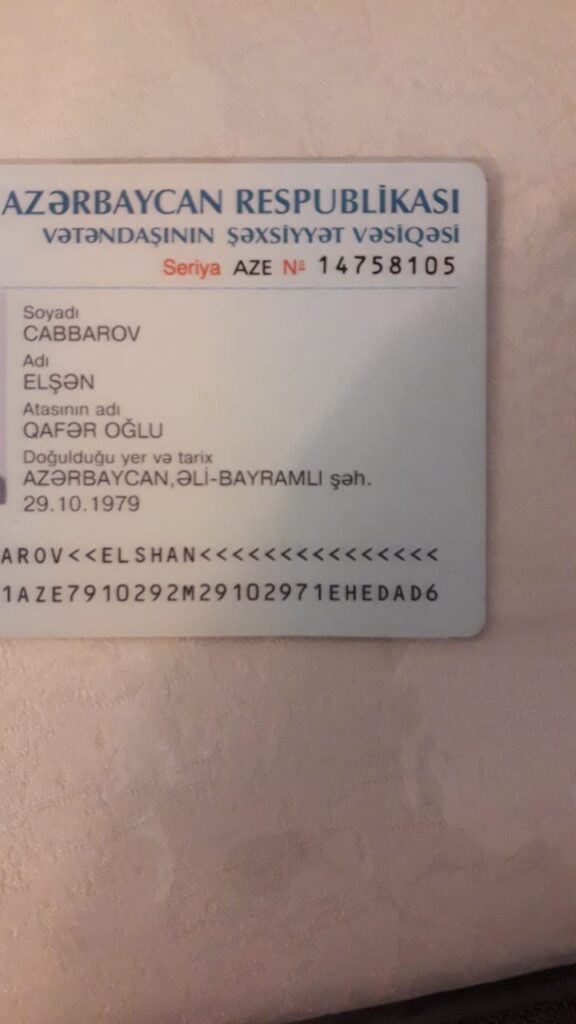 AZƏRBAYCAN RESPUBLİKASI
VƏTƏNDAŞININ ŞƏXSİYYƏT VƏSİQƏSİ
Seriya AZE № 14758105
Soyadı
CABBAROV
Adı
ELŞƏN
Atasının adı
QAFƏR OĞLU
Doğulduğu yer və tarix
AZƏRBAYCAN,ƏLİ-BAYRAMLI şəh.
29.10.1979
AROV<<ELSHAN<<<<<<<<<<<<<<<<
1AZE7910292M29102971EHEDAD6